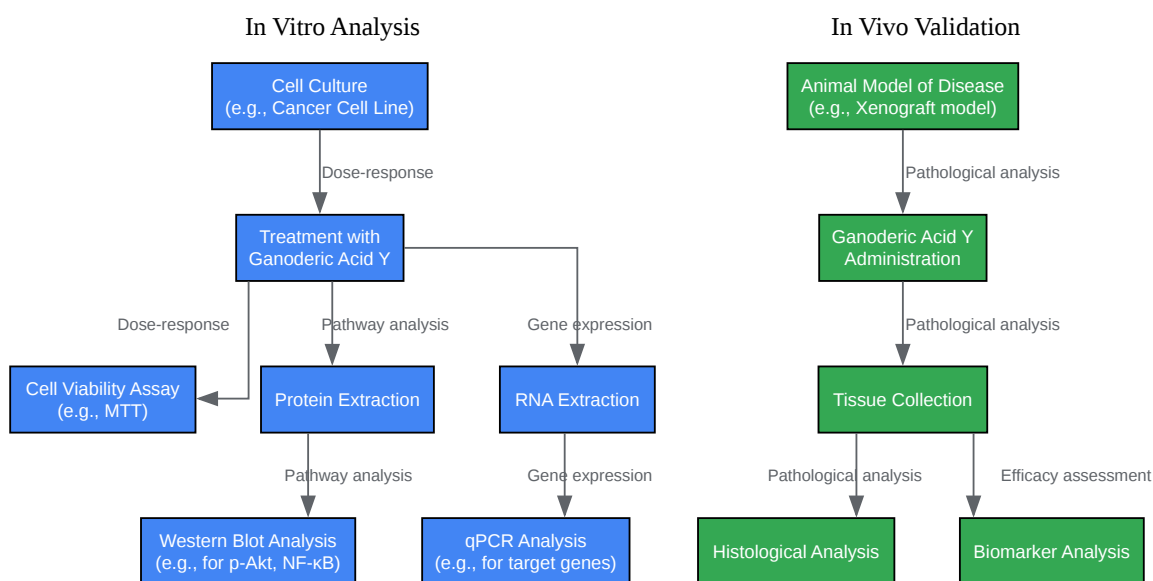 In Vitro Analysis
In Vivo Validation
Cell Culture
(e.g., Cancer Cell Line)
Animal Model of Disease
(e.g., Xenograft model)
Dose-response
Pathological analysis
Treatment with
Ganoderic Acid Y
Ganoderic Acid Y
Administration
Dose-response
Pathway analysis
Gene expression
Pathological analysis
Cell Viability Assay
(e.g., MTT)
Protein Extraction
RNA Extraction
Tissue Collection
Pathway analysis
Gene expression
Pathological analysis
Efficacy assessment
Western Blot Analysis
(e.g., for p-Akt, NF-κB)
qPCR Analysis
(e.g., for target genes)
Histological Analysis
Biomarker Analysis